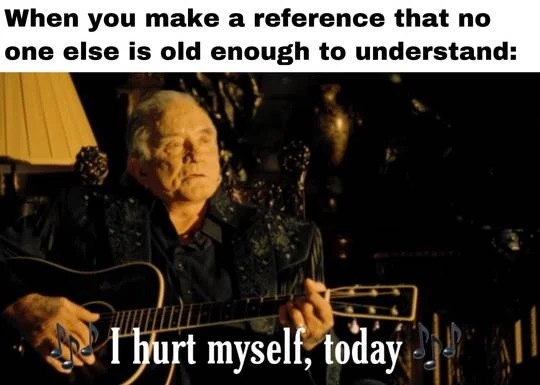 When you make a reference that no
one else is old enough to understand:
🎶 I hurt myself, today 🎶